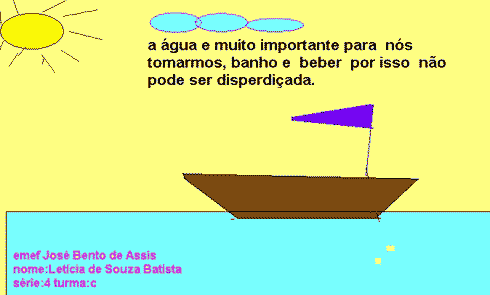 a água e muito importante para nós
tomarmos, banho e beber por isso não
pode ser disperdiçada.
emef José Bento de Assis
nome:Letícia de Souza Batista
série:4 turma:c